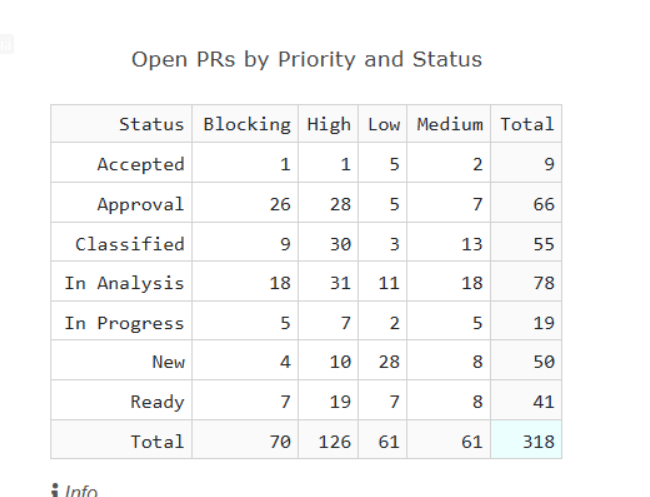 Open PRs by Priority and Status
Status Blocking High Low Medium Total
Accepted 1 1 5 2 9
Approval 26 28 5 7 66
Classified 9 30 3 13 55
In Analysis 18 31 11 18 78
In Progress 5 7 2 5 19
New 4 10 28 8 50
Ready 7 19 7 8 41
Total 70 126 61 61 318
Info